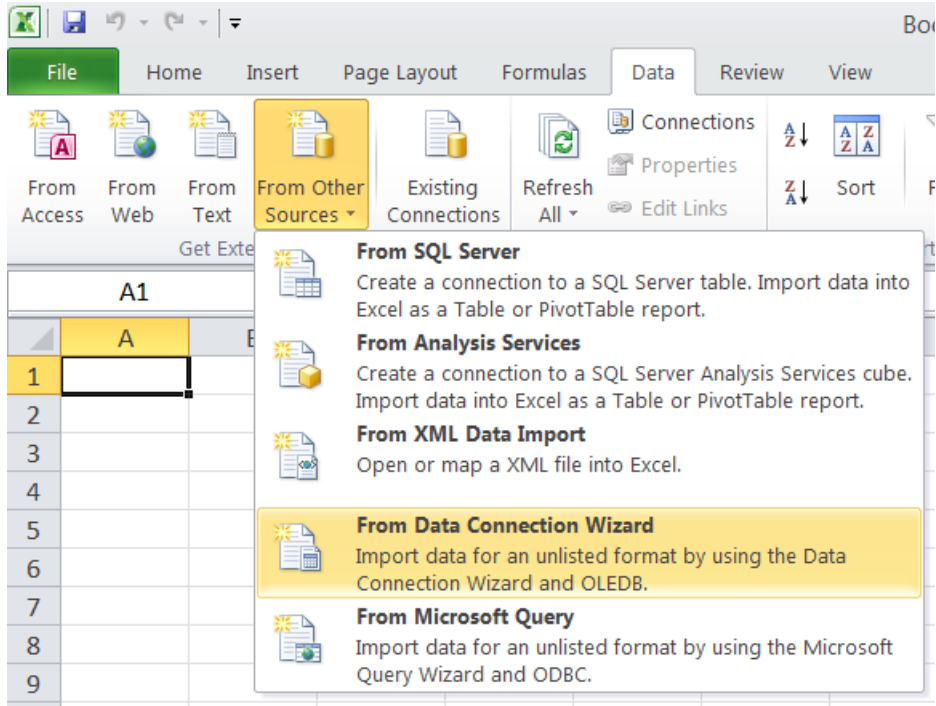 Boo
File Home Insert Page Layout Formulas Data Review View
From Access
From Web
From Text
From Other Sources
Existing Connections
Refresh All
Connections
Properties
Edit Links
Sort
Get Exte
A1
A
1
2
3
4
5
6
7
8
9
From SQL Server
Create a connection to a SQL Server table. Import data into
Excel as a Table or PivotTable report.
From Analysis Services
Create a connection to a SQL Server Analysis Services cube.
Import data into Excel as a Table or PivotTable report.
From XML Data Import
Open or map a XML file into Excel.
From Data Connection Wizard
Import data for an unlisted format by using the Data
Connection Wizard and OLEDB.
From Microsoft Query
Import data for an unlisted format by using the Microsoft
Query Wizard and ODBC.